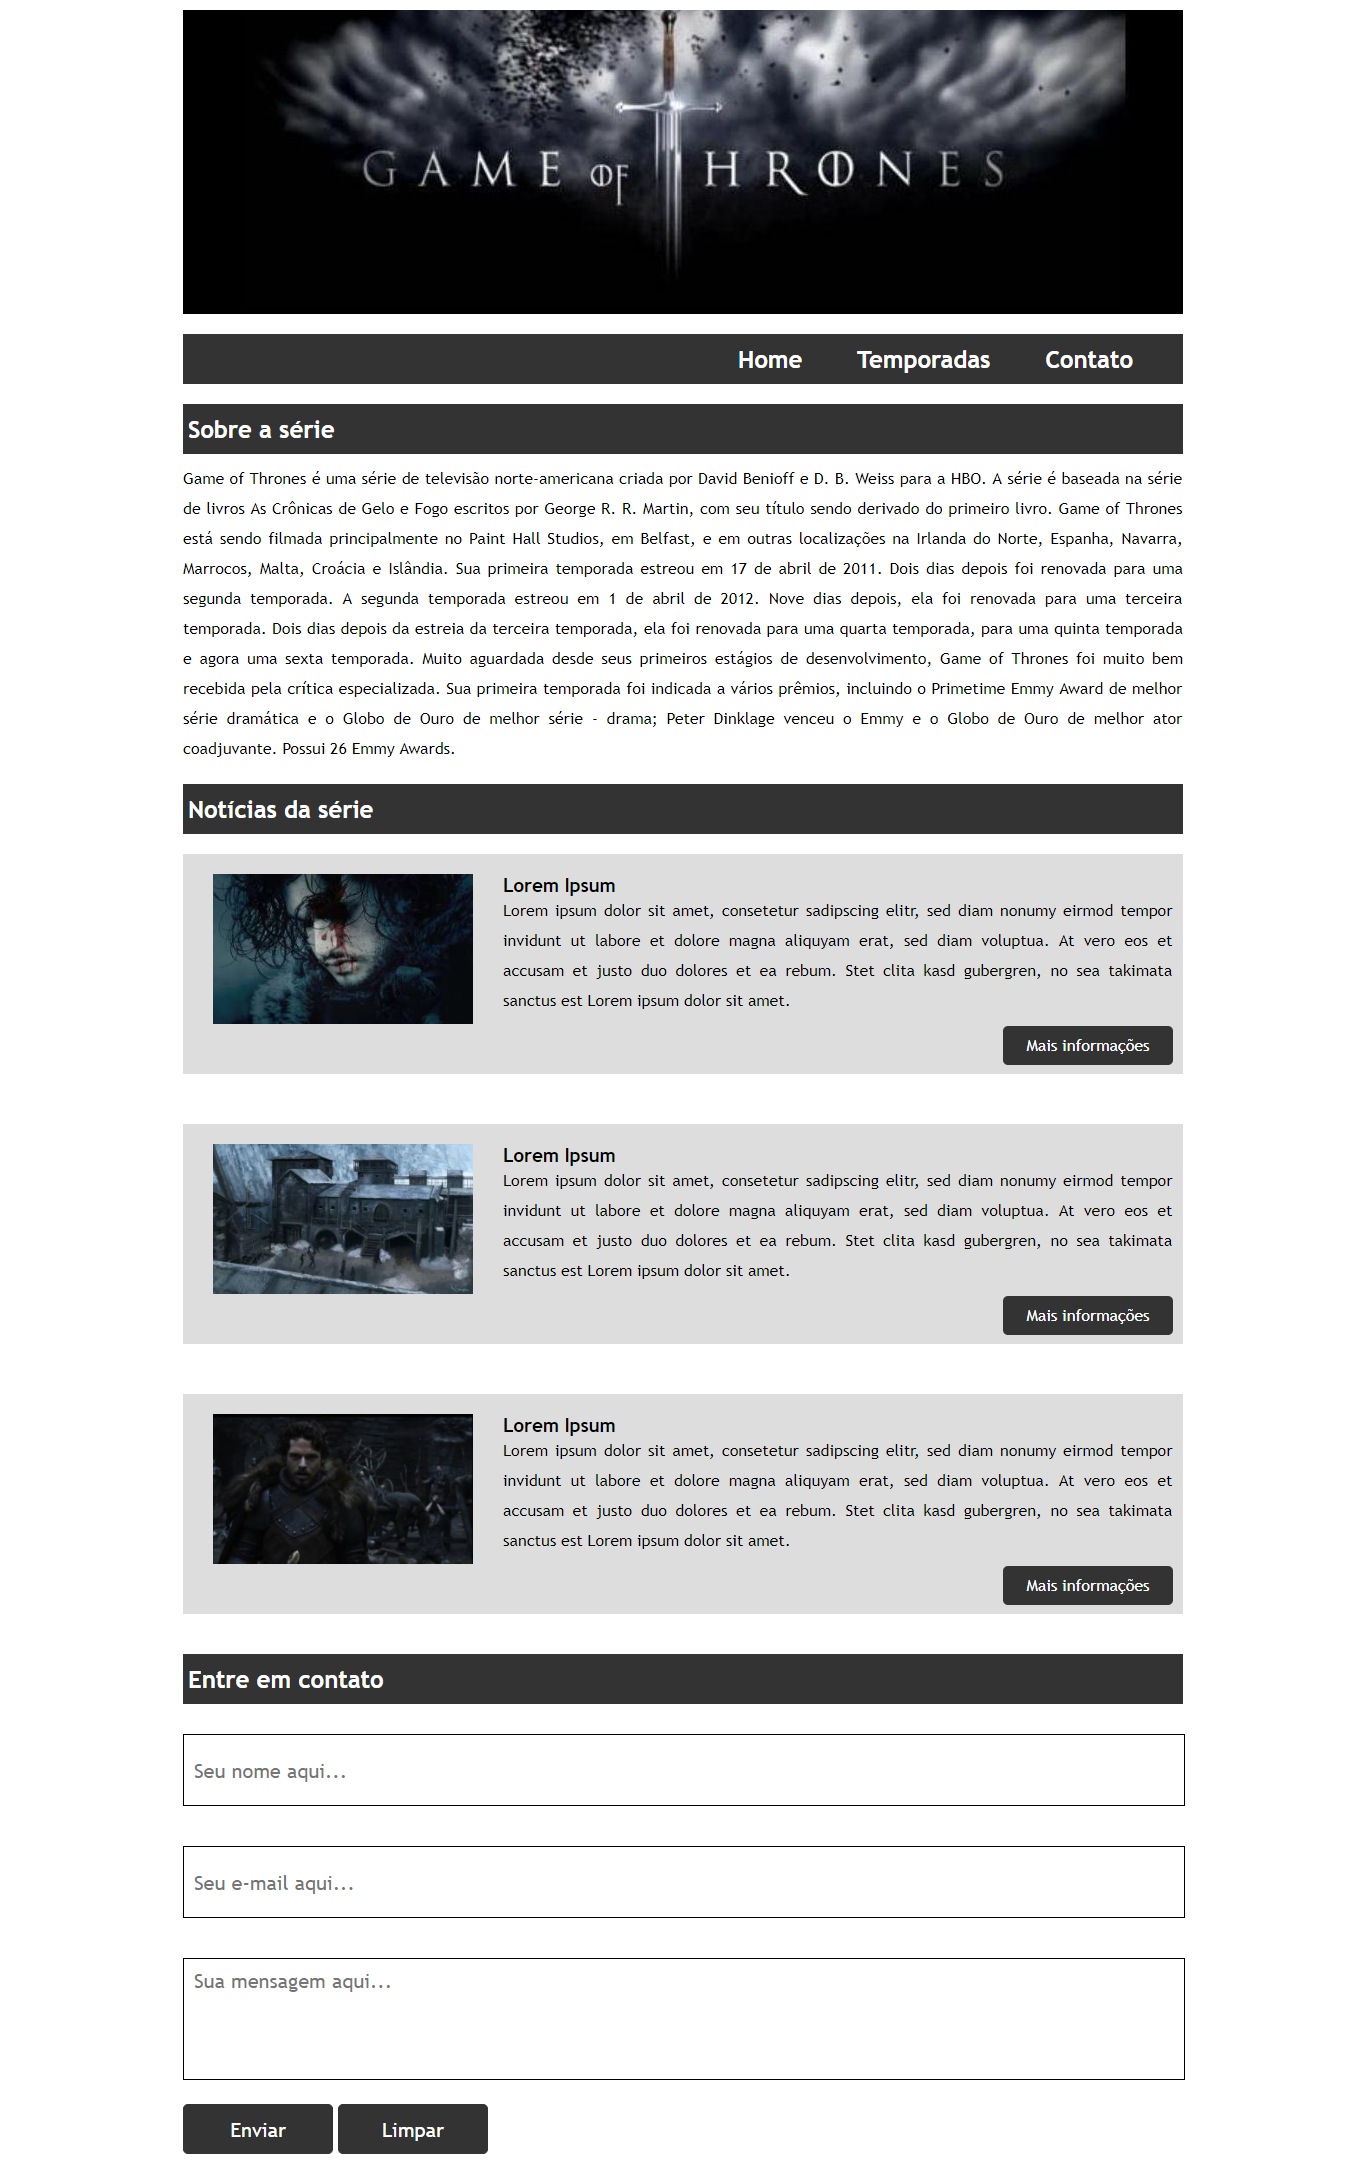 GAME OF THRONES
Home Temporadas Contato
Sobre a série
Game of Thrones é uma série de televisão norte-americana criada por David Benioff e D. B. Weiss para a HBO. A série é baseada na série
de livros As Crônicas de Gelo e Fogo escritos por George R. R. Martin, com seu título sendo derivado do primeiro livro. Game of Thrones
está sendo filmada principalmente no Paint Hall Studios, em Belfast, e em outras localizações na Irlanda do Norte, Espanha, Navarra,
Marrocos, Malta, Croácia e Islândia. Sua primeira temporada estreou em 17 de abril de 2011. Dois dias depois foi renovada para uma
segunda temporada. A segunda temporada estreou em 1 de abril de 2012. Nove dias depois, ela foi renovada para uma terceira
temporada. Dois dias depois da estreia da terceira temporada, ela foi renovada para uma quarta temporada, para uma quinta temporada
e agora uma sexta temporada. Muito aguardada desde seus primeiros estágios de desenvolvimento, Game of Thrones foi muito bem
recebida pela crítica especializada. Sua primeira temporada foi indicada a vários prêmios, incluindo o Primetime Emmy Award de melhor
série dramática e o Globo de Ouro de melhor série - drama; Peter Dinklage venceu o Emmy e o Globo de Ouro de melhor ator
coadjuvante. Possui 26 Emmy Awards.
Notícias da série
Lorem Ipsum
Lorem ipsum dolor sit amet, consetetur sadipscing elitr, sed diam nonumy eirmod tempor
invidunt ut labore et dolore magna aliquyam erat, sed diam voluptua. At vero eos et
accusam et justo duo dolores et ea rebum. Stet clita kasd gubergren, no sea takimata
sanctus est Lorem ipsum dolor sit amet.
Mais informações
Lorem Ipsum
Lorem ipsum dolor sit amet, consetetur sadipscing elitr, sed diam nonumy eirmod tempor
invidunt ut labore et dolore magna aliquyam erat, sed diam voluptua. At vero eos et
accusam et justo duo dolores et ea rebum. Stet clita kasd gubergren, no sea takimata
sanctus est Lorem ipsum dolor sit amet.
Mais informações
Lorem Ipsum
Lorem ipsum dolor sit amet, consetetur sadipscing elitr, sed diam nonumy eirmod tempor
invidunt ut labore et dolore magna aliquyam erat, sed diam voluptua. At vero eos et
accusam et justo duo dolores et ea rebum. Stet clita kasd gubergren, no sea takimata
sanctus est Lorem ipsum dolor sit amet.
Mais informações
Entre em contato
Seu nome aqui...
Seu e-mail aqui...
Sua mensagem aqui...
Enviar Limpar